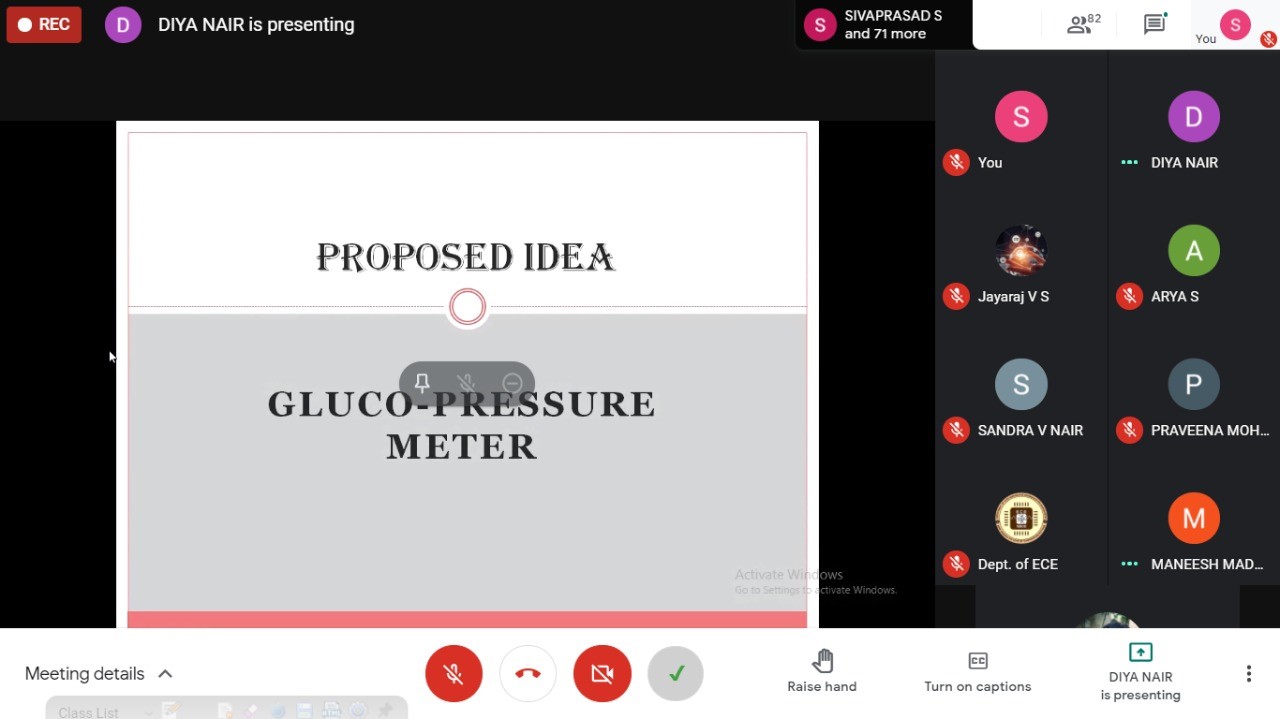 REC
D
DIYA NAIR is presenting
S
SIVAPRASAD S
and 71 more
82
You
S
S
You
D
DIYA NAIR
Jayaraj V S
A
ARYA S
S
SANDRA V NAIR
P
PRAVEENA MOH...
Dept. of ECE
M
MANEESH MAD...
PROPOSED IDEA
GLUCO-PRESSURE
METER
Activate Windows
Go to Settings to activate Windows.
Meeting details
Raise hand
CC
Turn on captions
DIYA NAIR
is presenting
Class List